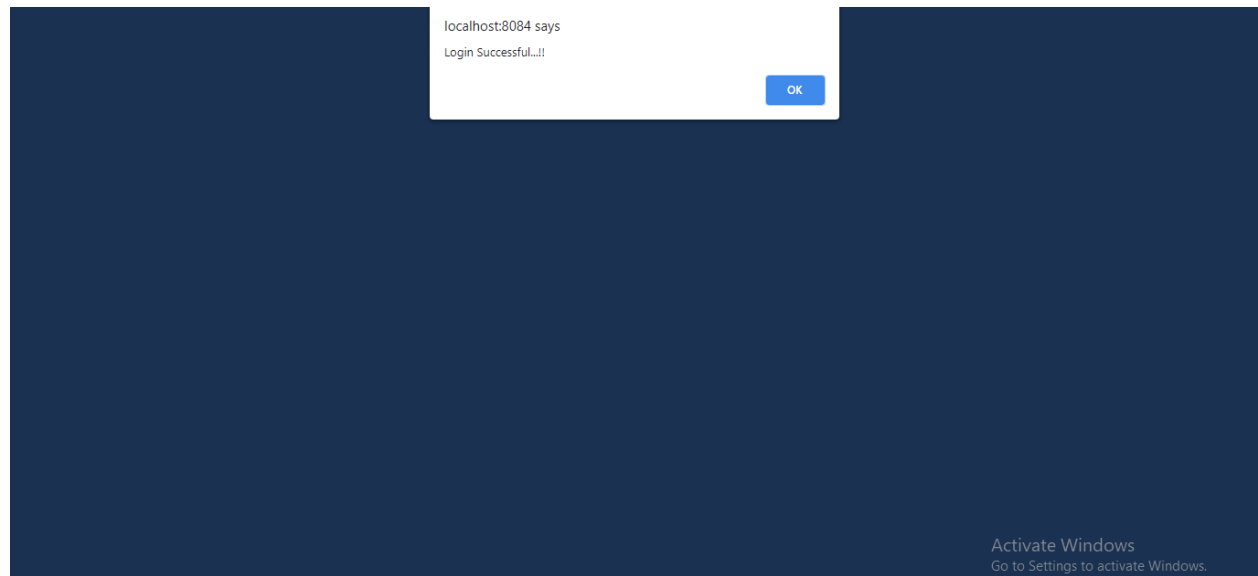 localhost:8084 says
Login Successful...!!
OK
Activate Windows
Go to Settings to activate Windows.